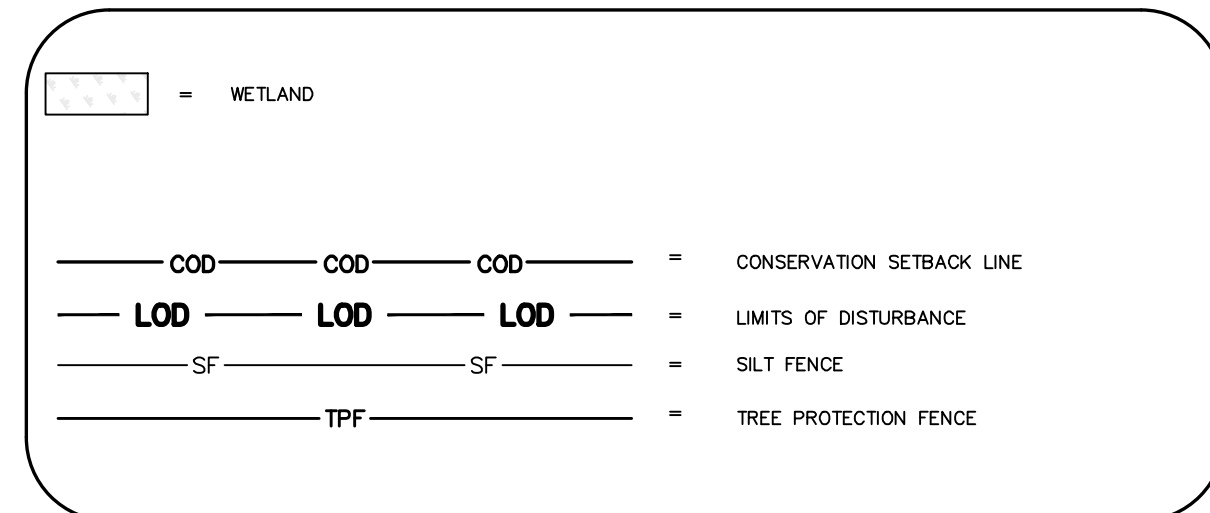 = WETLAND
COD COD COD = CONSERVATION SETBACK LINE
LOD LOD LOD = LIMITS OF DISTURBANCE
SF SF = SILT FENCE
TPF = TREE PROTECTION FENCE